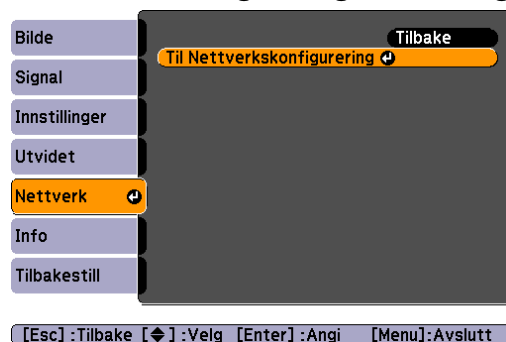 Bilde
Signal
Innstillinger
Utvidet
Nettverk
Info
Tilbakestill
Tilbake
Til Nettverkskonfigurering
[Esc] :Tilbake [◆] :Velg [Enter] :Angi [Menu]:Avslutt